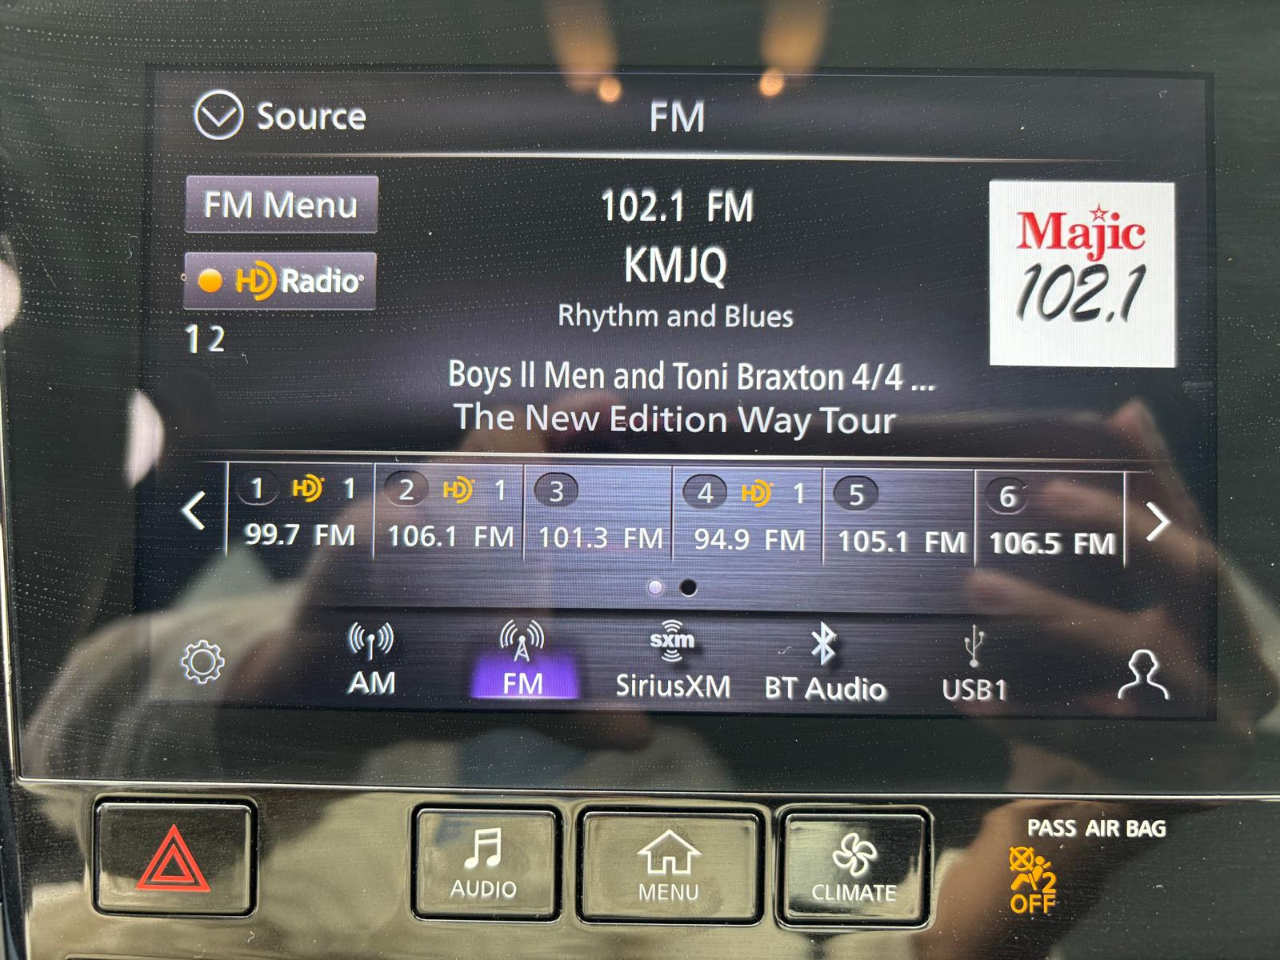 Source
FM
FM Menu
HD Radio
1 2
102.1 FM
KMJQ
Rhythm and Blues
Boys II Men and Toni Braxton 4/4 ...
The New Edition Way Tour
Majic
102.1
1 HD 1
99.7 FM
2 HD 1
106.1 FM
3
101.3 FM
4 HD 1
94.9 FM
5
105.1 FM
6
106.5 FM
AM
FM
sxm
SiriusXM
BT Audio
USB1
AUDIO
MENU
CLIMATE
PASS AIR BAG
2
OFF